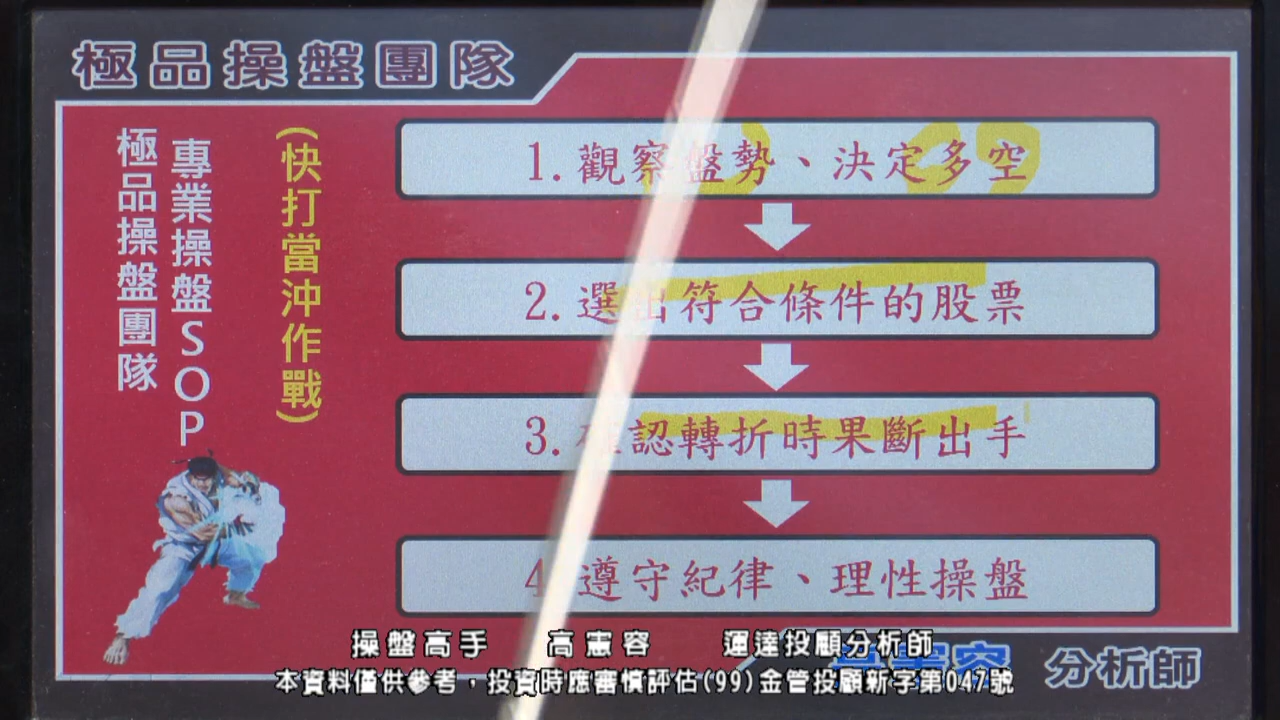 極品操盤團隊
極品操盤團隊
專業操盤SOP
(快打當沖作戰)
1.觀察盤勢、決定多空
2.選出符合條件的股票
3.確認轉折時果斷出手
4.遵守紀律、理性操盤
操盤高手 高憲容 運達投顧分析師
分析師
本資料僅供參考,投資時應審慎評估(99)金管投顧新字第047號